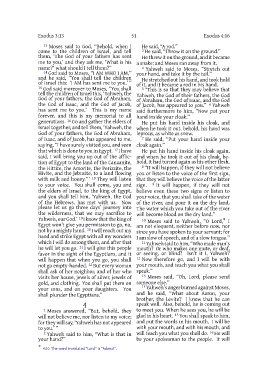 Exodus 3:13
51
Exodus 4:16
13 Moses said to God, "Behold, when I
come to the children of Israel, and tell
them, 'The God of your fathers has sent
me to you,' and they ask me, 'What is his
name?' what should I tell them?"
14 God said to Moses, "I AM WHO I AM,"
and he said, "You shall tell the children
of Israel this: 'I AM has sent me to you.'"
15 God said moreover to Moses, "You shall
tell the children of Israel this, 'Yahweh, the
God of your fathers, the God of Abraham,
the God of Isaac, and the God of Jacob,
has sent me to you.' This is my name
forever, and this is my memorial to all
generations. 16 Go and gather the elders of
Israel together, and tell them, 'Yahweh, the
God of your fathers, the God of Abraham,
of Isaac, and of Jacob, has appeared to me,
saying, "I have surely visited you, and seen
that which is done to you in Egypt. 17 I have
said, I will bring you up out of the afflic-
tion of Egypt to the land of the Canaanite,
the Hittite, the Amorite, the Perizzite, the
Hivite, and the Jebusite, to a land flowing
with milk and honey."' 18 They will listen
to your voice. You shall come, you and
the elders of Israel, to the king of Egypt,
and you shall tell him, 'Yahweh, the God
of the Hebrews, has met with us. Now
please let us go three days' journey into
the wilderness, that we may sacrifice to
Yahweh, our God.' 19 I know that the king of
Egypt won't give you permission to go, no,
not by a mighty hand. 20 I will reach out my
hand and strike Egypt with all my wonders
which I will do among them, and after that
he will let you go. 21 I will give this people
favor in the sight of the Egyptians, and it
will happen that when you go, you shall
not go empty-handed. 22 But every woman
shall ask of her neighbor, and of her who
visits her house, jewels of silver, jewels of
gold, and clothing. You shall put them on
your sons, and on your daughters. You
shall plunder the Egyptians."
4
1 Moses answered, "But, behold, they
will not believe me, nor listen to my voice;
for they will say, 'Yahweh has not appeared
to you.'"
2 Yahweh said to him, "What is that in
your hand?"
He said, "A rod."
3 He said, "Throw it on the ground."
He threw it on the ground, and it became
a snake; and Moses ran away from it.
4 Yahweh said to Moses, "Stretch out
your hand, and take it by the tail."
He stretched out his hand, and took hold
of it, and it became a rod in his hand.
5 "This is so that they may believe that
Yahweh, the God of their fathers, the God
of Abraham, the God of Isaac, and the God
of Jacob, has appeared to you." 6 Yahweh
said furthermore to him, "Now put your
hand inside your cloak."
He put his hand inside his cloak, and
when he took it out, behold, his hand was
leprous, as white as snow.
7 He said, "Put your hand inside your
cloak again."
He put his hand inside his cloak again,
and when he took it out of his cloak, be-
hold, it had turned again as his other flesh.
8 "It will happen, if they will not believe
you or listen to the voice of the first sign,
that they will believe the voice of the latter
sign. 9 It will happen, if they will not
believe even these two signs or listen to
your voice, that you shall take of the water
of the river, and pour it on the dry land.
The water which you take out of the river
will become blood on the dry land."
10 Moses said to Yahweh, "O Lord,
I am not eloquent, neither before now, nor
since you have spoken to your servant; for
I am slow of speech, and of a slow tongue."
11 Yahweh said to him, "Who made man's
mouth? Or who makes one mute, or deaf,
or seeing, or blind? Isn't it I, Yahweh?
12 Now therefore go, and I will be with
your mouth, and teach you what you shall
speak."
13 Moses said, "Oh, Lord, please send
someone else."
14 Yahweh's anger burned against Moses,
and he said, "What about Aaron, your
brother, the Levite? I know that he can
speak well. Also, behold, he is coming out
to meet you. When he sees you, he will be
glad in his heart. 15 You shall speak to him,
and put the words in his mouth. I will be
with your mouth, and with his mouth, and
will teach you what you shall do. 16 He will
be your spokesman to the people. It will